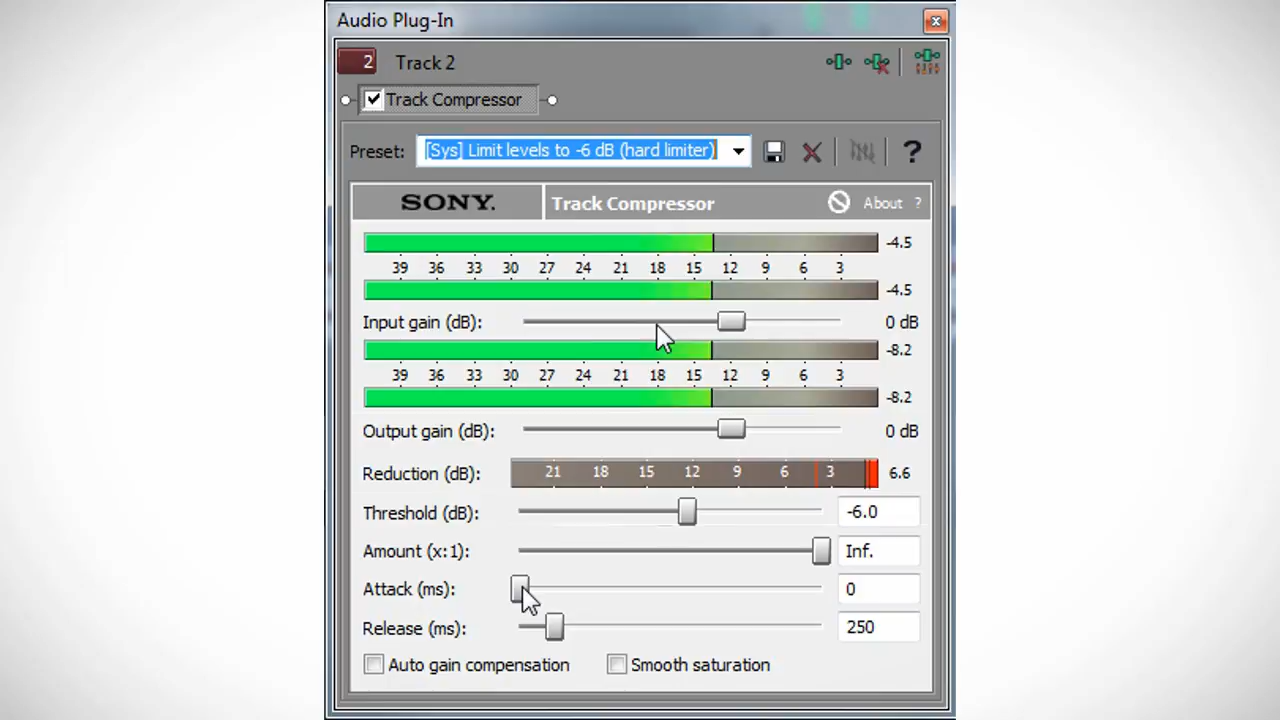 Audio Plug-In
2 Track 2
Track Compressor
Preset: [Sys] Limit levels to -6 dB (hard limiter) ?
SONY. Track Compressor About ?
-4.5
39 36 33 30 27 24 21 18 15 12 9 6 3
-4.5
Input gain (dB): 0 dB
-8.2
39 36 33 30 27 24 21 18 15 12 9 6 3
-8.2
Output gain (dB): 0 dB
Reduction (dB): 21 18 15 12 9 6 3 6.6
Threshold (dB): -6.0
Amount (x:1): Inf.
Attack (ms): 0
Release (ms): 250
Auto gain compensation Smooth saturation